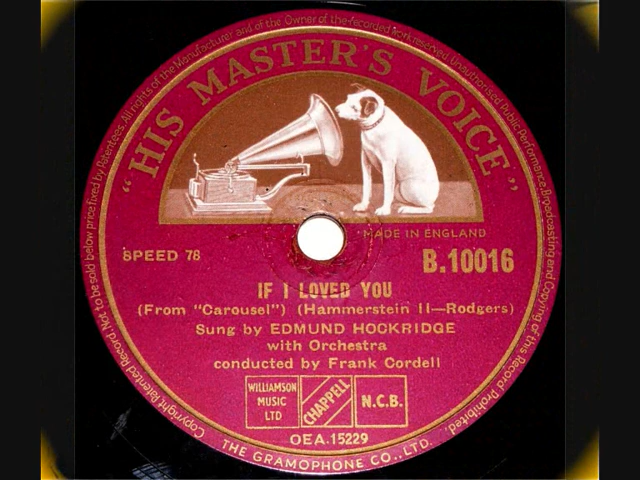 Copyright Patented Record. Not to be sold below price fixed by Patentees. All rights of the Manufacturer and of the Owner of the recorded work reserved. Unauthorised Public Performance, Broadcasting and Copying of this Record Prohibited.
"HIS MASTER'S VOICE"
MADE IN ENGLAND
SPEED 78
B.10016
IF I LOVED YOU
(From "Carousel") (Hammerstein II—Rodgers)
Sung by EDMUND HOCKRIDGE
with Orchestra
conducted by Frank Cordell
WILLIAMSON
MUSIC
LTD
CHAPPELL
N.C.B.
OEA.15229
THE GRAMOPHONE CO., LTD.